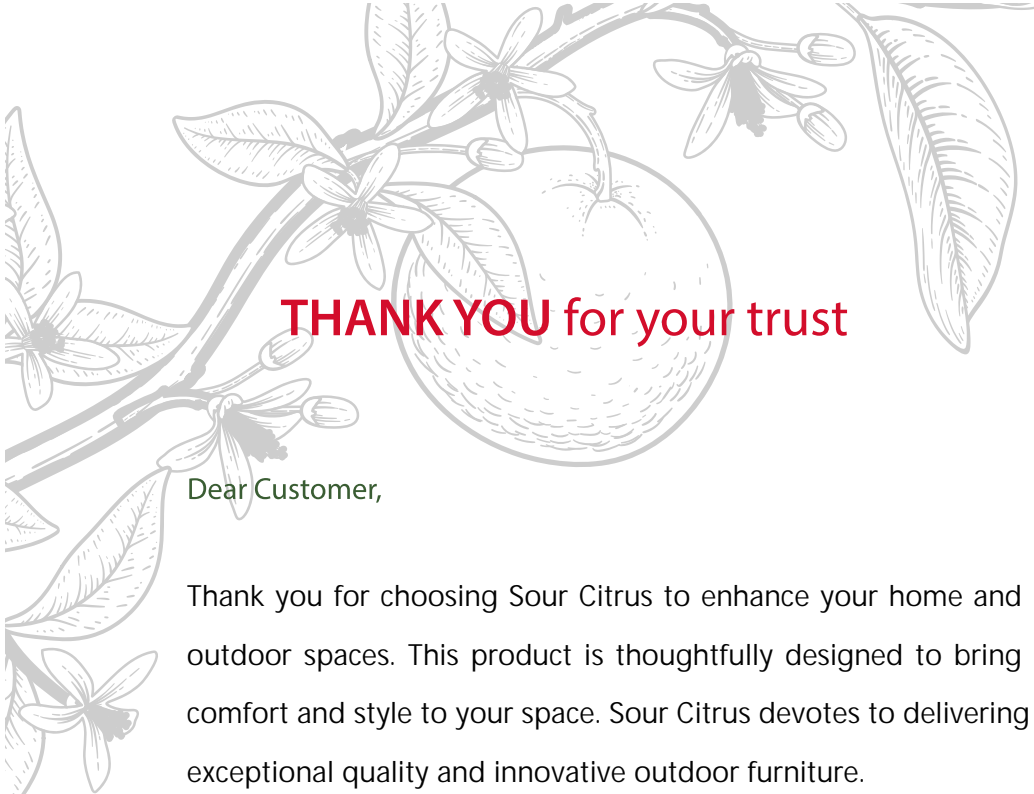 THANK YOU for your trust
Dear Customer,
Thank you for choosing Sour Citrus to enhance your home and
outdoor spaces. This product is thoughtfully designed to bring
comfort and style to your space. Sour Citrus devotes to delivering
exceptional quality and innovative outdoor furniture.